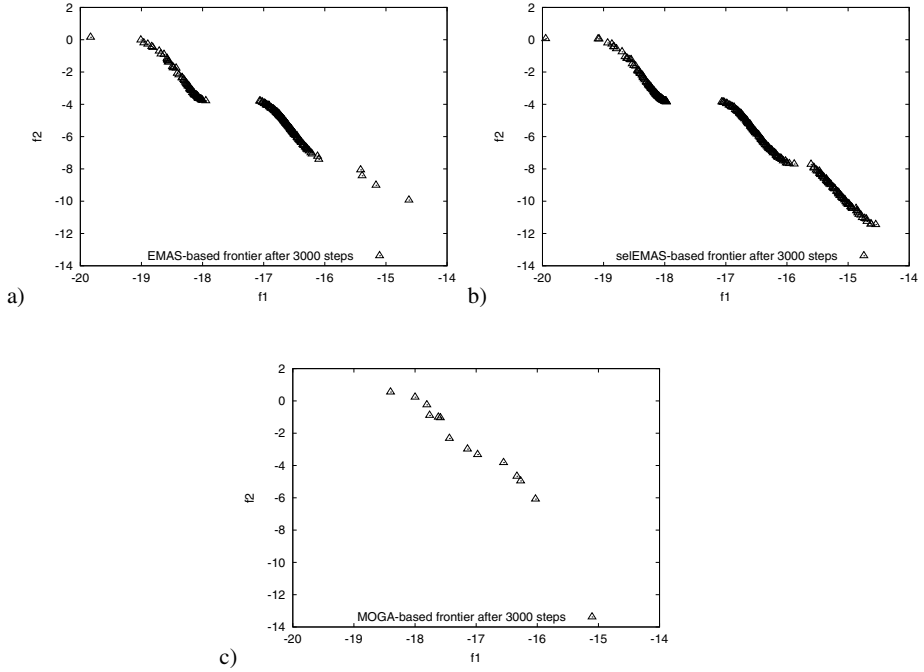 2
0
-2
-4
-6
-8
-10
-12
-14
-20 -19 -18 -17 -16 -15 -14
f2
f1
EMAS-based frontier after 3000 steps
a)
2
0
-2
-4
-6
-8
-10
-12
-14
-20 -19 -18 -17 -16 -15 -14
f2
f1
selEMAS-based frontier after 3000 steps
b)
2
0
-2
-4
-6
-8
-10
-12
-14
-20 -19 -18 -17 -16 -15 -14
f2
f1
MOGA-based frontier after 3000 steps
c)